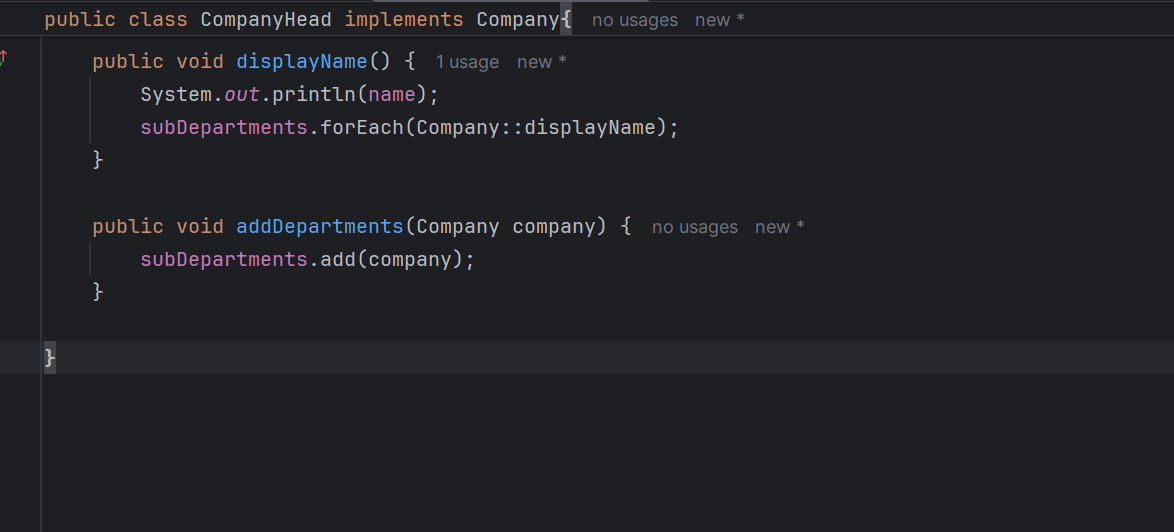 public class CompanyHead implements Company{ no usages new *
public void displayName() { 1 usage new *
System.out.println(name);
subDepartments.forEach(Company::displayName);
}
public void addDepartments(Company company) { no usages new *
subDepartments.add(company);
}
}